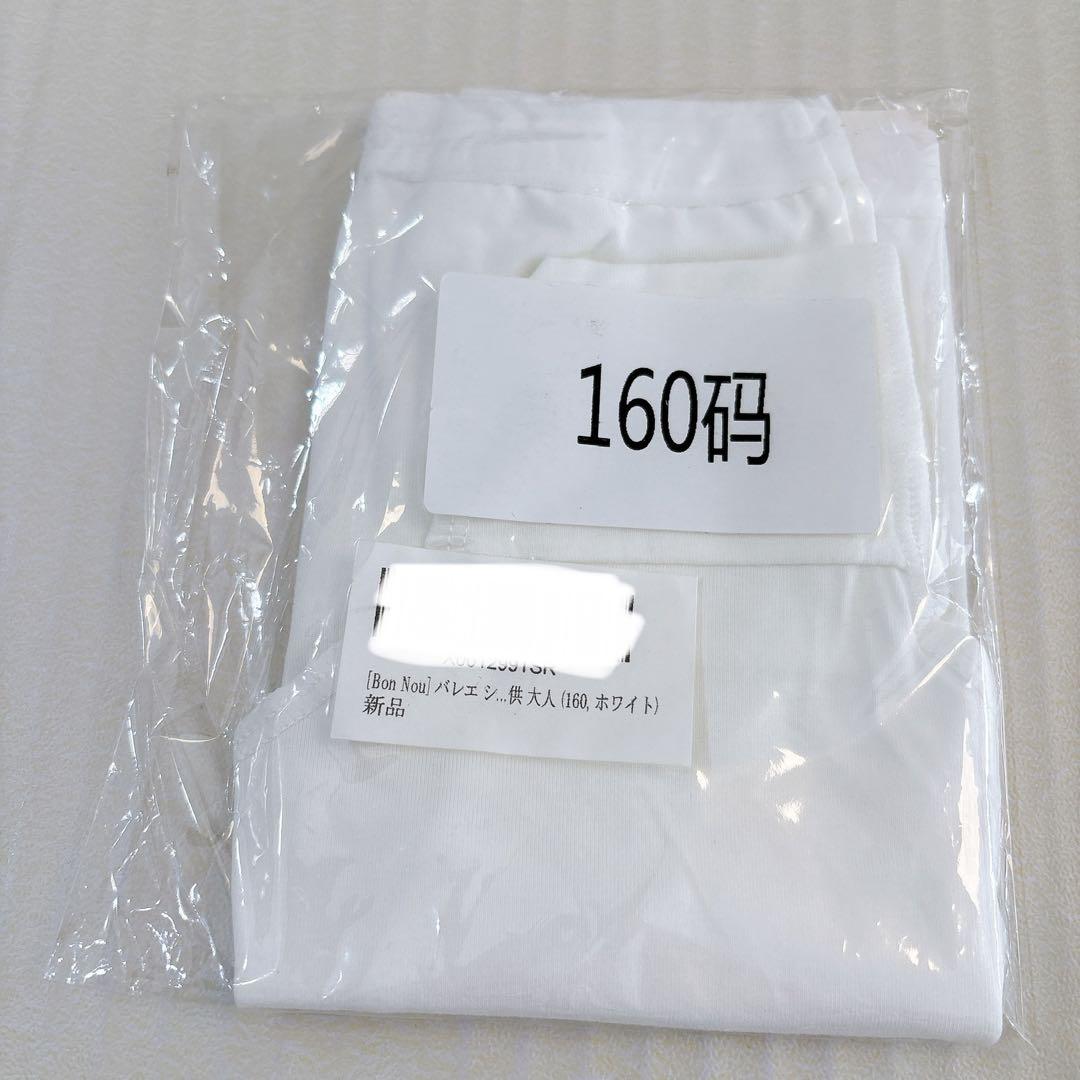 160码
[Bon Nou] バレエ シ...供 大人 (160, ホワイト)
新品